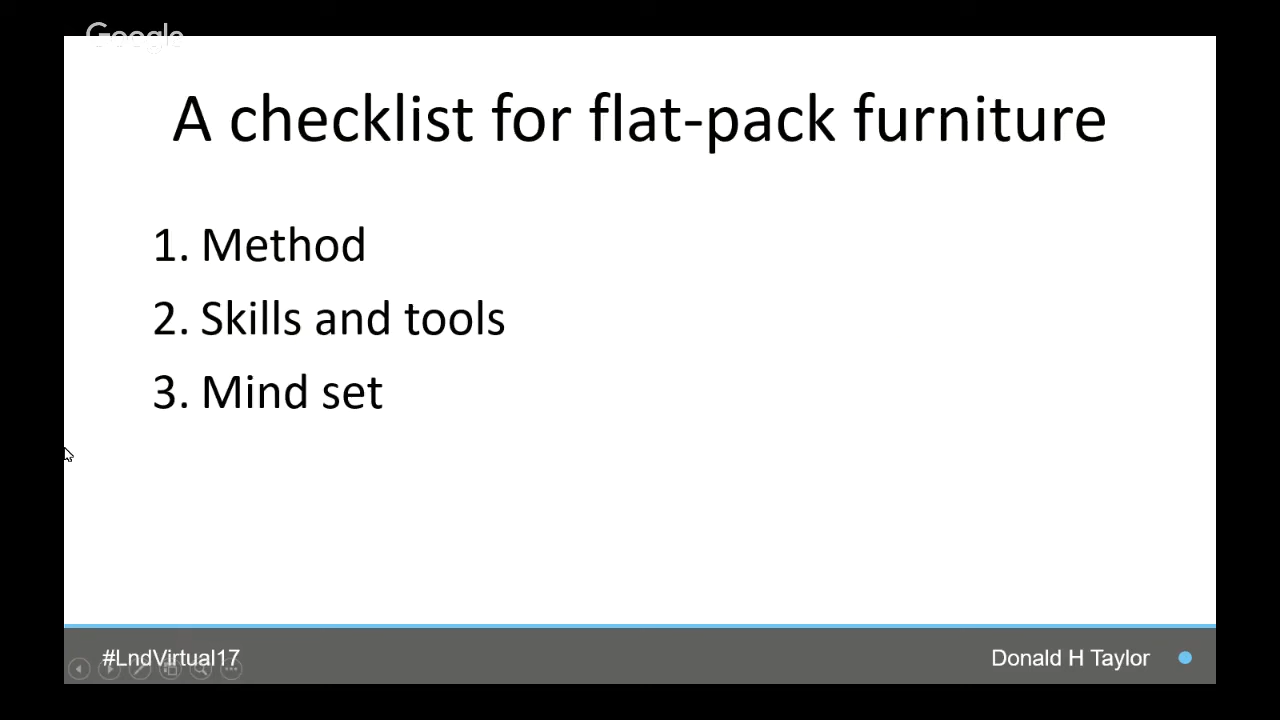 Google
A checklist for flat-pack furniture
1. Method
2. Skills and tools
3. Mind set
#LndVirtual17
Donald H Taylor